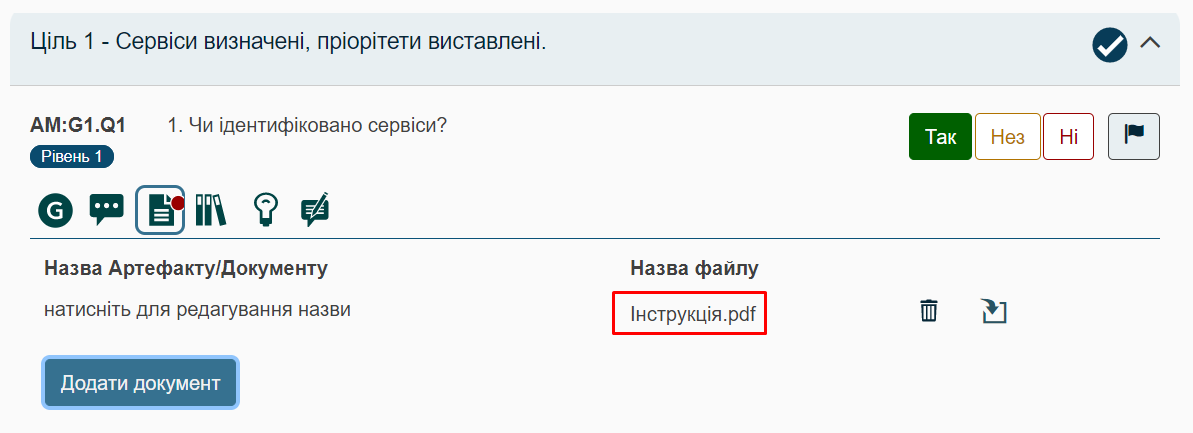 Ціль 1 - Сервіси визначені, пріорітети виставлені.
AM:G1.Q1 1. Чи ідентифіковано сервіси?
Так Нез Ні
Рівень 1
G
Назва Артефакту/Документу Назва файлу
натисніть для редагування назви Інструкція.pdf
Додати документ